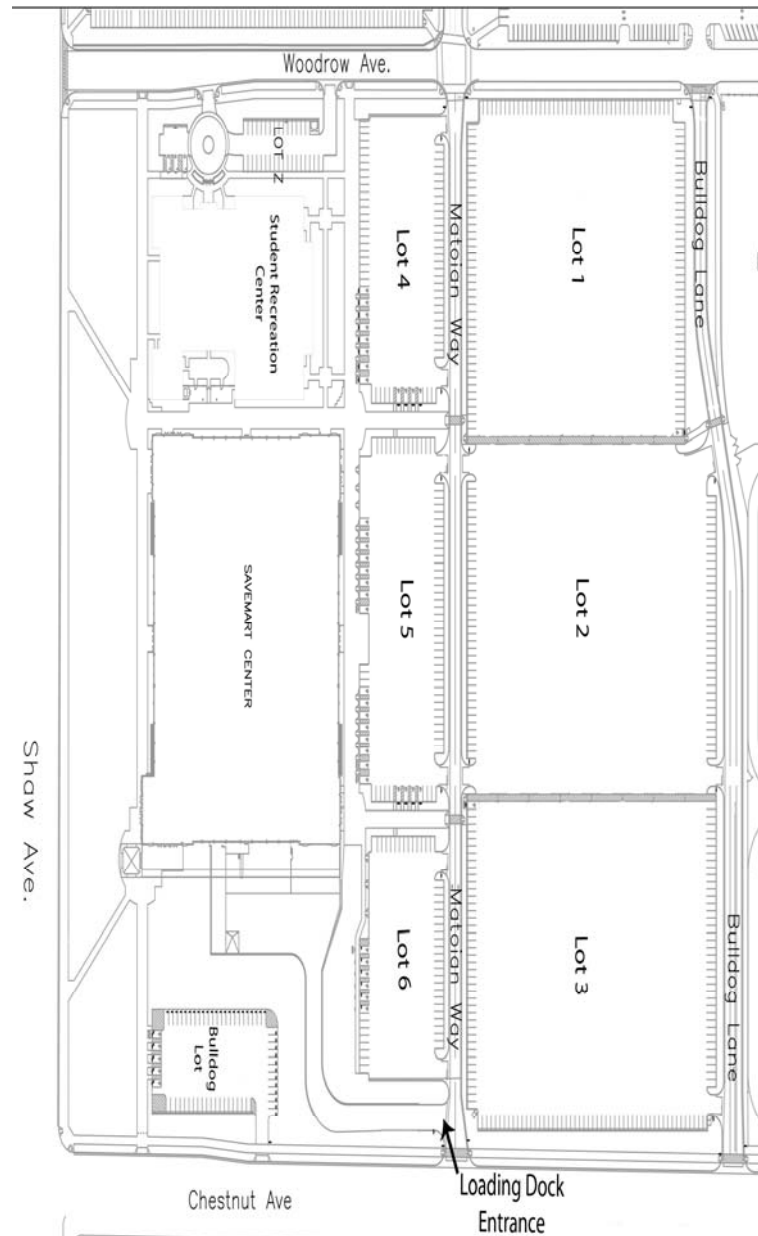 Woodrow Ave.
LOT Z
Student Recreation
Center
Lot 4
Matoian Way
Lot 1
Bulldog Lane
SAVEMART CENTER
Lot 5
Lot 2
Shaw Ave.
Lot 6
Matoian Way
Lot 3
Bulldog Lane
Bulldog
Lot
Chestnut Ave
Loading Dock
Entrance